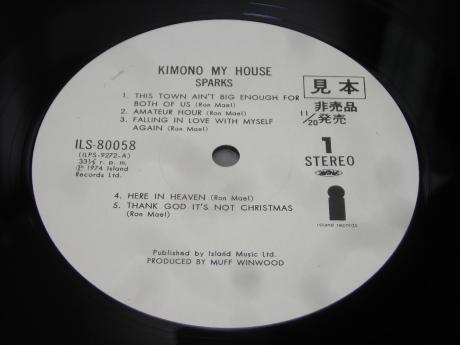 KIMONO MY HOUSE
SPARKS
1. THIS TOWN AIN'T BIG ENOUGH FOR
BOTH OF US (Ron Mael)
2. AMATEUR HOUR (Ron Mael)
3. FALLING IN LOVE WITH MYSELF
AGAIN (Ron Mael)
見本
非売品
11/20発売
ILS-80058
(ILPS-9272-A)
33⅓ r. p. m.
Ⓟ 1974 Island
Records Ltd.
1
STEREO
4. HERE IN HEAVEN (Ron Mael)
5. THANK GOD IT'S NOT CHRISTMAS
(Ron Mael)
island records
Published by Island Music Ltd.
PRODUCED BY MUFF WINWOOD